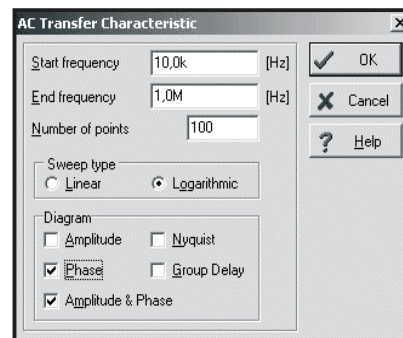 AC Transfer Characteristic
Start frequency 10,0k [Hz]
End frequency 1,0M [Hz]
Number of points 100
Sweep type
Linear Logarithmic
Diagram
Amplitude Nyquist
Phase Group Delay
Amplitude & Phase
OK
Cancel
Help